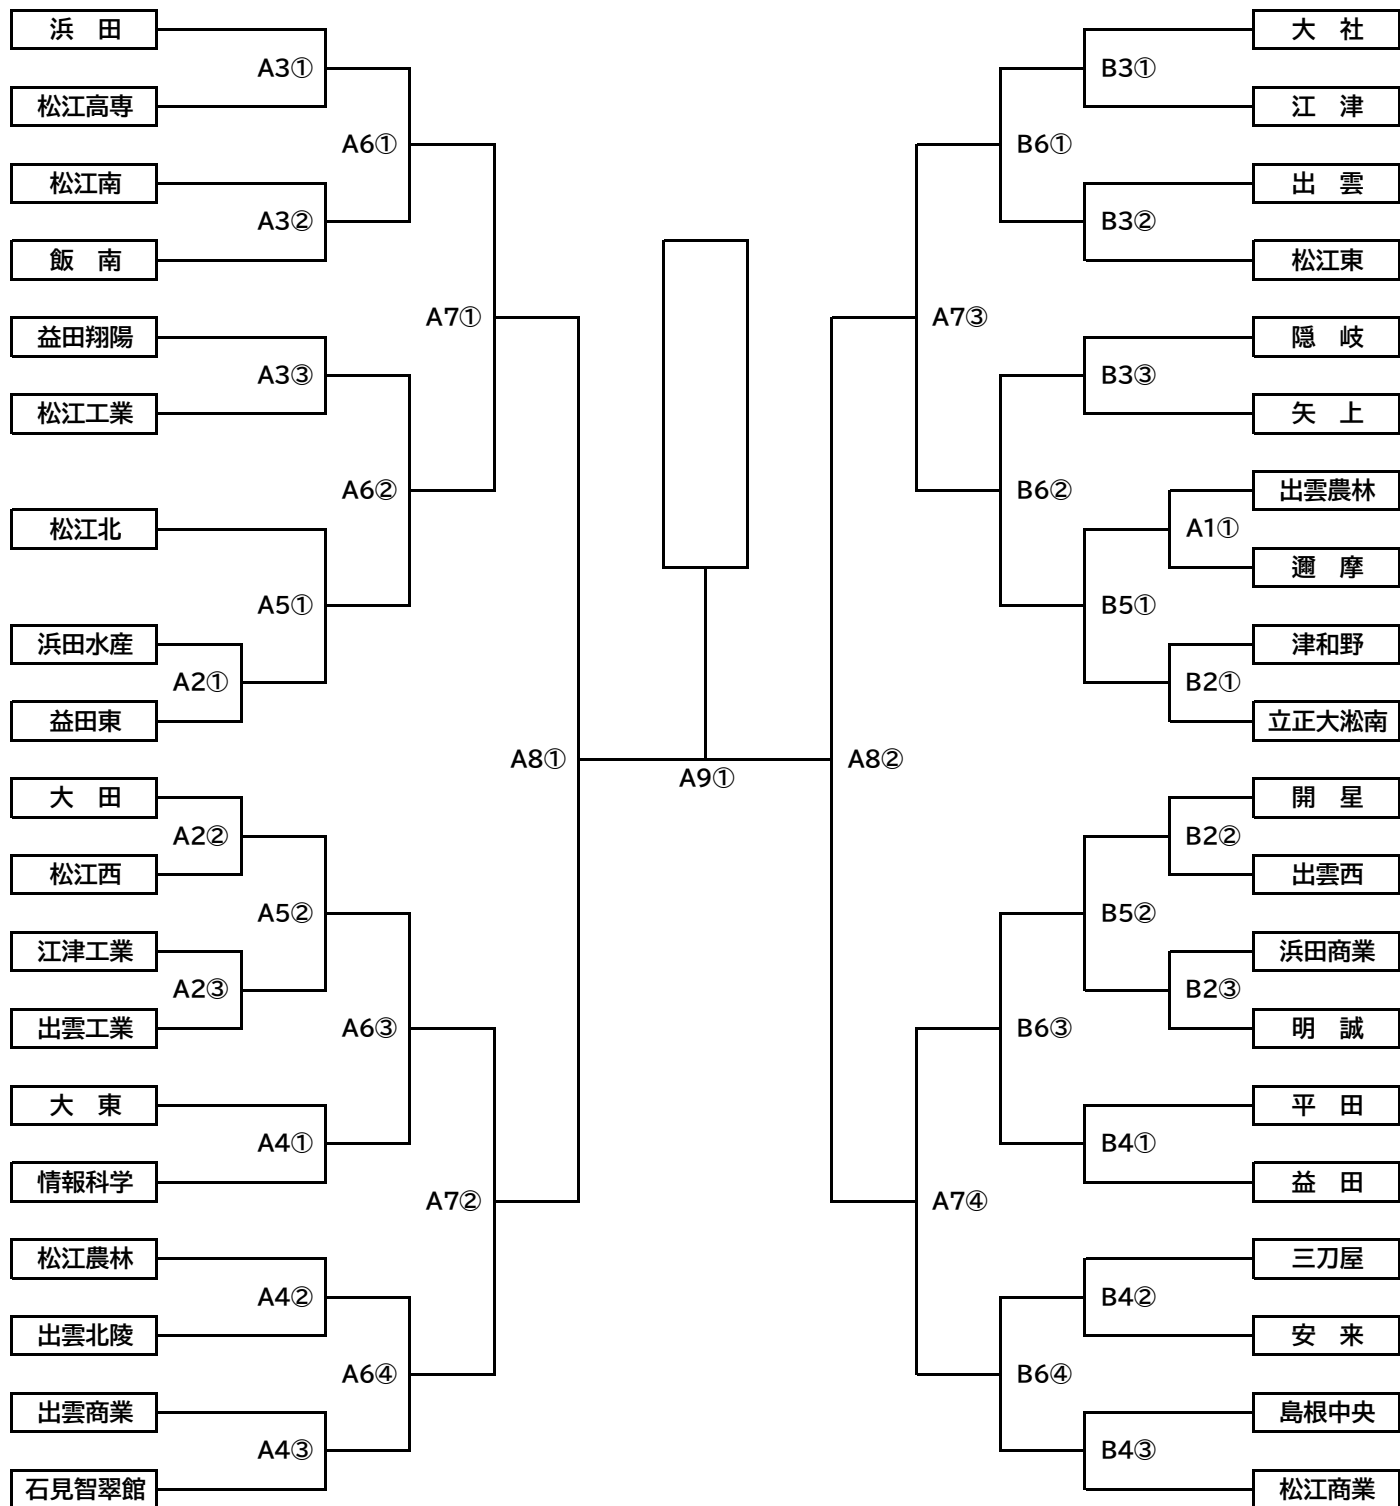 浜　田
松江高専
松江南
飯　南
益田翔陽
松江工業
松江北
浜田水産
益田東
大　田
松江西
江津工業
出雲工業
大　東
情報科学
松江農林
出雲北陵
出雲商業
石見智翠館
A3①
A3②
A3③
A2①
A2②
A2③
A4①
A4②
A4③
A5①
A5②
A6①
A6②
A6③
A6④
A7①
A7②
A8①
A9①
A8②
A7③
A7④
B6①
B6②
B6③
B6④
B3①
B3②
B3③
B5①
B5②
B4①
B4②
B4③
A1①
B2①
B2②
B2③
大　社
江　津
出　雲
松江東
隠　岐
矢　上
出雲農林
邇　摩
津和野
立正大淞南
開　星
出雲西
浜田商業
明　誠
平　田
益　田
三刀屋
安　来
島根中央
松江商業